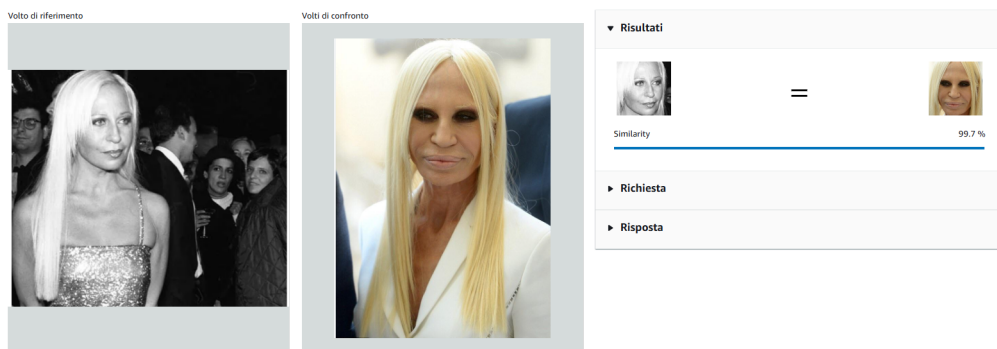 Volto di riferimento
Volti di confronto
Risultati
=
Similarity 99.7 %
Richiesta
Risposta